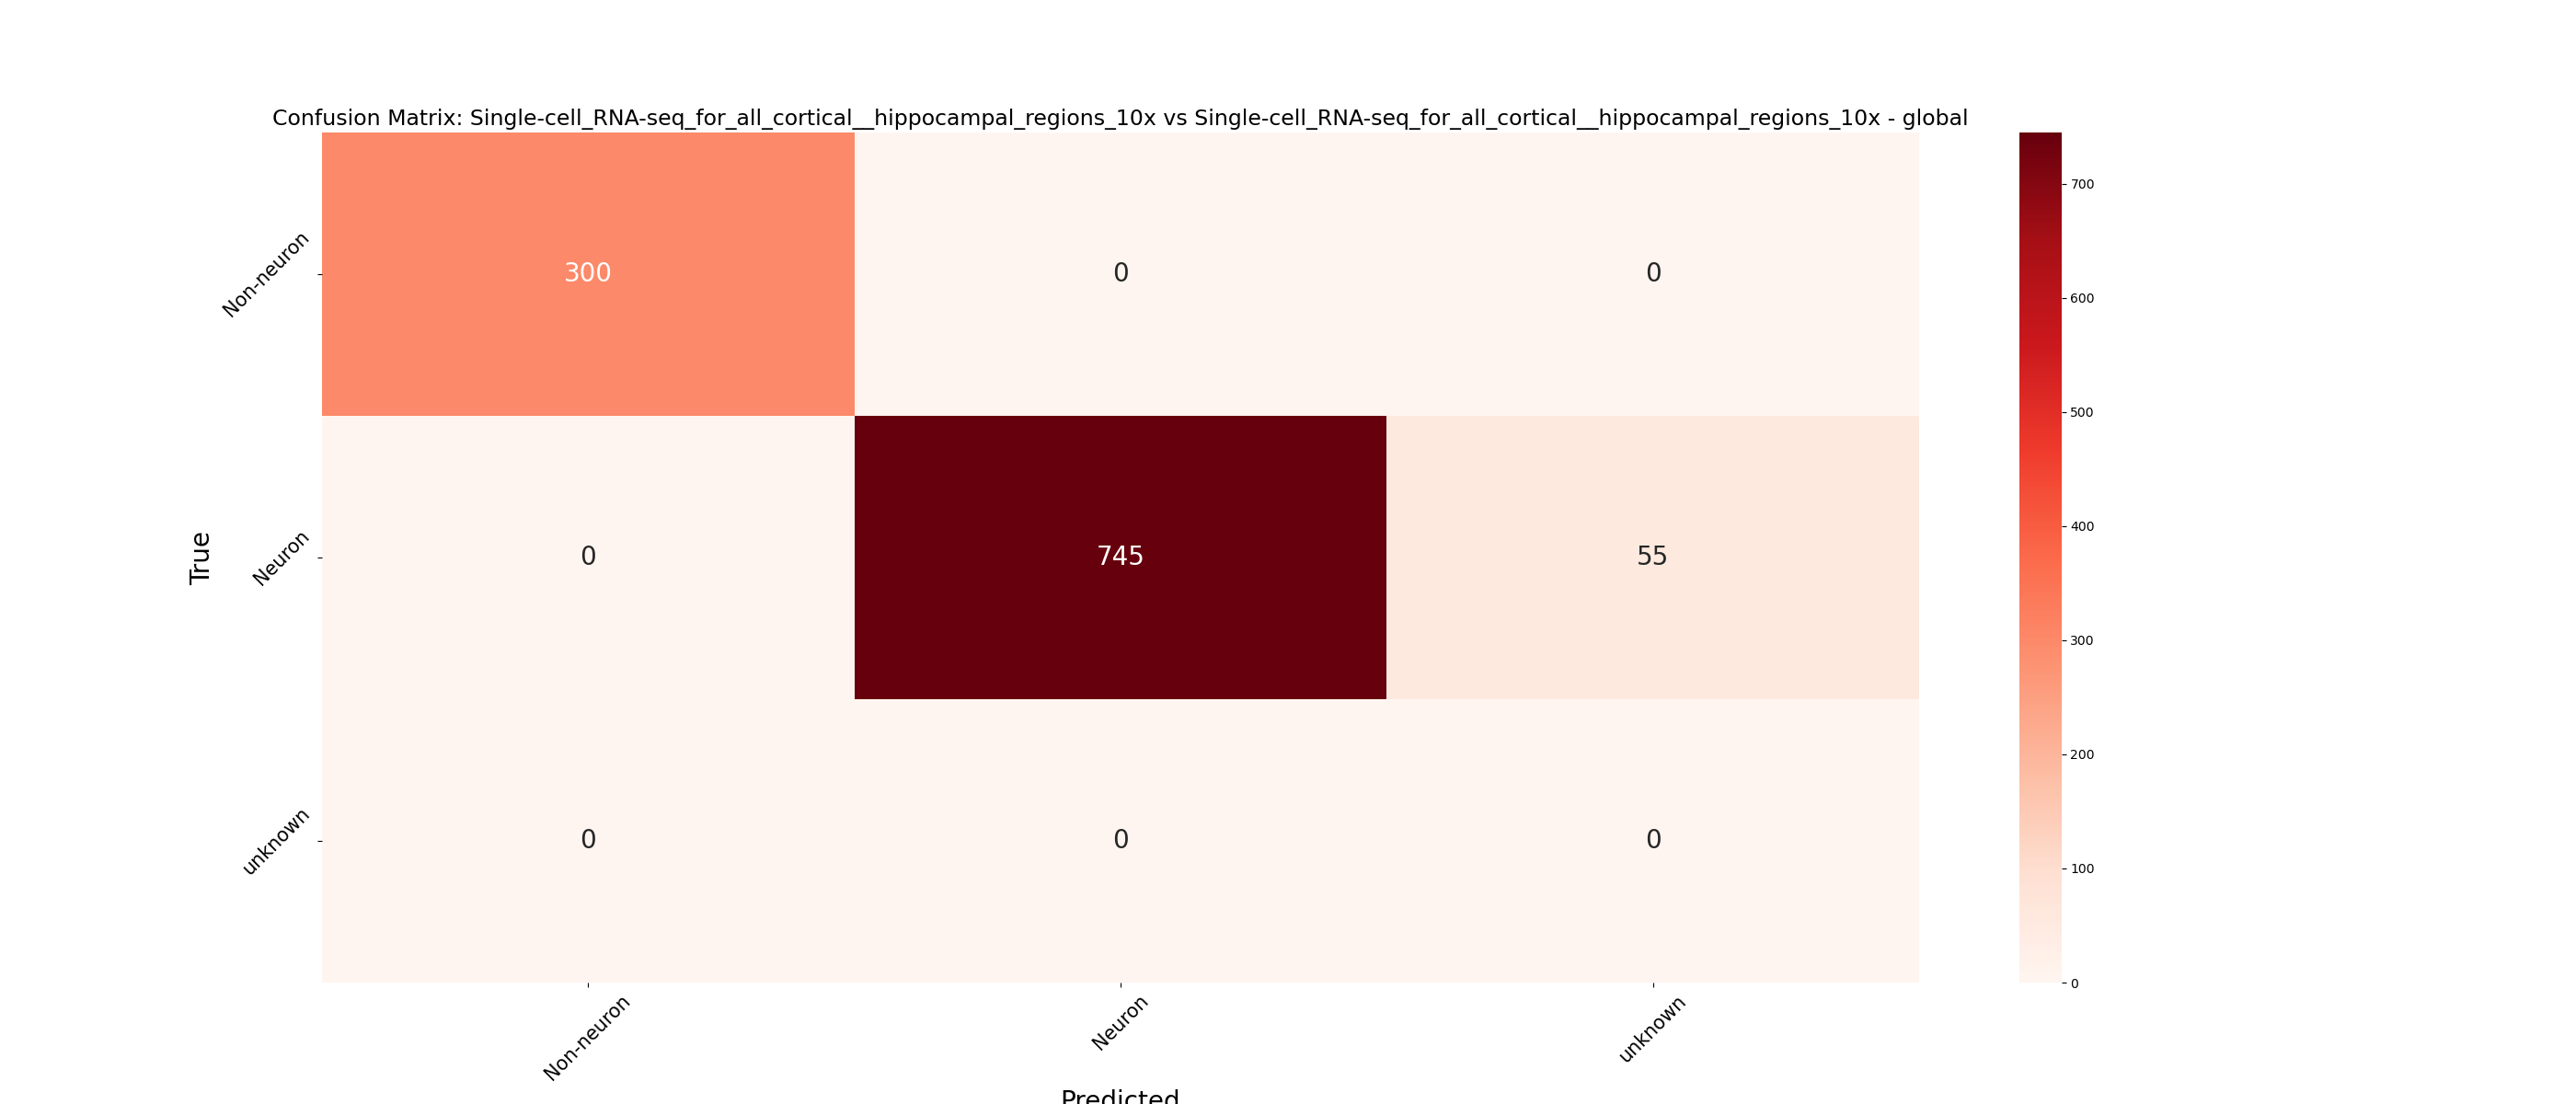 Confusion Matrix: Single-cell_RNA-seq_for_all_cortical__hippocampal_regions_10x vs Single-cell_RNA-seq_for_all_cortical__hippocampal_regions_10x - global
True
Non-neuron
300
0
0
Neuron
0
745
55
unknown
0
0
0
Non-neuron
Neuron
unknown
Predicted
700
600
500
400
300
200
100
0